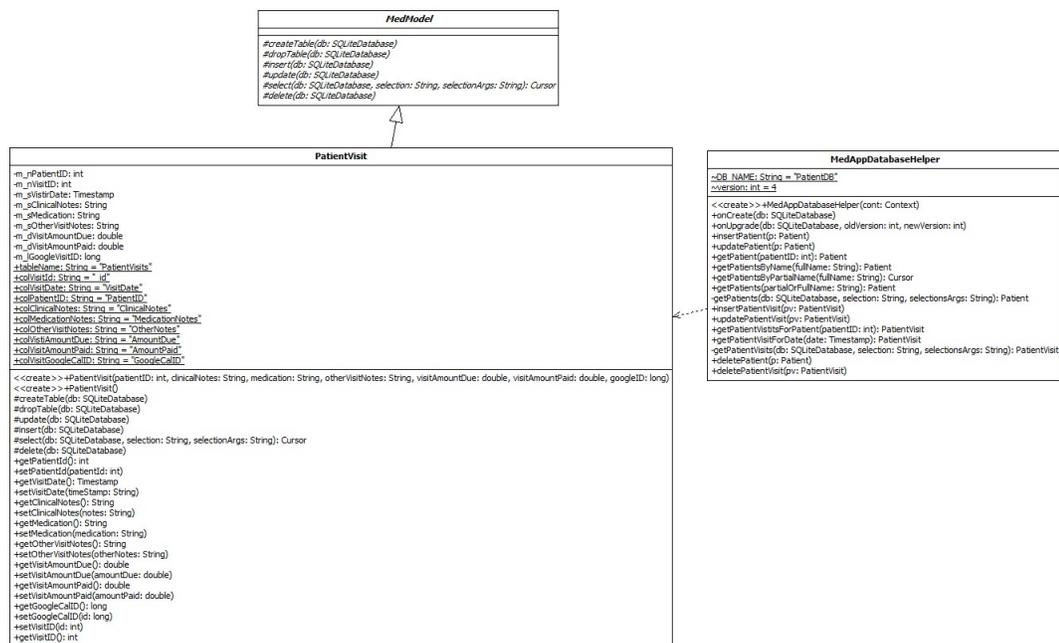 MedModel
#createTable(db: SQLiteDatabase)
#dropTable(db: SQLiteDatabase)
#insert(db: SQLiteDatabase)
#update(db: SQLiteDatabase)
#select(db: SQLiteDatabase, selection: String, selectionArgs: String): Cursor
#delete(db: SQLiteDatabase)
PatientVisit
-m_nPatientID: int
-m_nVisitID: int
-m_sVistirDate: Timestamp
-m_sClinicalNotes: String
-m_sMedication: String
-m_sOtherVisitNotes: String
-m_dVisitAmountDue: double
-m_dVisitAmountPaid: double
-m_lGoogleVisitID: long
+tableName: String = "PatientVisits"
+colVisitId: String = "_id"
+colVisitDate: String = "VisitDate"
+colPatientID: String = "PatientID"
+colClinicalNotes: String = "ClinicalNotes"
+colMedicationNotes: String = "MedicationNotes"
+colOtherVisitNotes: String = "OtherNotes"
+colVistiAmountDue: String = "AmountDue"
+colVisitAmountPaid: String = "AmountPaid"
+colVisitGoogleCalID: String = "GoogleCalID"
<<create>>+PatientVisit(patientID: int, clinicalNotes: String, medication: String, otherVisitNotes: String, visitAmountDue: double, visitAmountPaid: double, googleID: long)
<<create>>+PatientVisit()
#createTable(db: SQLiteDatabase)
#dropTable(db: SQLiteDatabase)
#update(db: SQLiteDatabase)
#insert(db: SQLiteDatabase)
#select(db: SQLiteDatabase, selection: String, selectionArgs: String): Cursor
#delete(db: SQLiteDatabase)
+getPatientId(): int
+setPatientId(patientId: int)
+getVisitDate(): Timestamp
+setVisitDate(timeStamp: String)
+getClinicalNotes(): String
+setClinicalNotes(notes: String)
+getMedication(): String
+setMedication(medication: String)
+getOtherVisitNotes(): String
+setOtherVisitNotes(otherNotes: String)
+getVisitAmountDue(): double
+setVisitAmountDue(amountDue: double)
+getVisitAmountPaid(): double
+setVisitAmountPaid(amountPaid: double)
+getGoogleCalID(): long
+setGoogleCalID(id: long)
+setVisitID(id: int)
+getVisitID(): int
MedAppDatabaseHelper
~DB_NAME: String = "PatientDB"
~version: int = 4
<<create>>+MedAppDatabaseHelper(cont: Context)
+onCreate(db: SQLiteDatabase)
+onUpgrade(db: SQLiteDatabase, oldVersion: int, newVersion: int)
+insertPatient(p: Patient)
+updatePatient(p: Patient)
+getPatient(patientID: int): Patient
+getPatientsByName(fullName: String): Patient
+getPatientsByPartialName(fullName: String): Cursor
+getPatients(partialOrFullName: String): Patient
-getPatients(db: SQLiteDatabase, selection: String, selectionsArgs: String): Patient
+insertPatientVisit(pv: PatientVisit)
+updatePatientVisit(pv: PatientVisit)
+getPatientVistitsForPatient(patientID: int): PatientVisit
+getPatientVisitForDate(date: Timestamp): PatientVisit
-getPatientVisits(db: SQLiteDatabase, selection: String, selectionsArgs: String): PatientVisit
+deletePatient(p: Patient)
+deletePatientVisit(pv: PatientVisit)